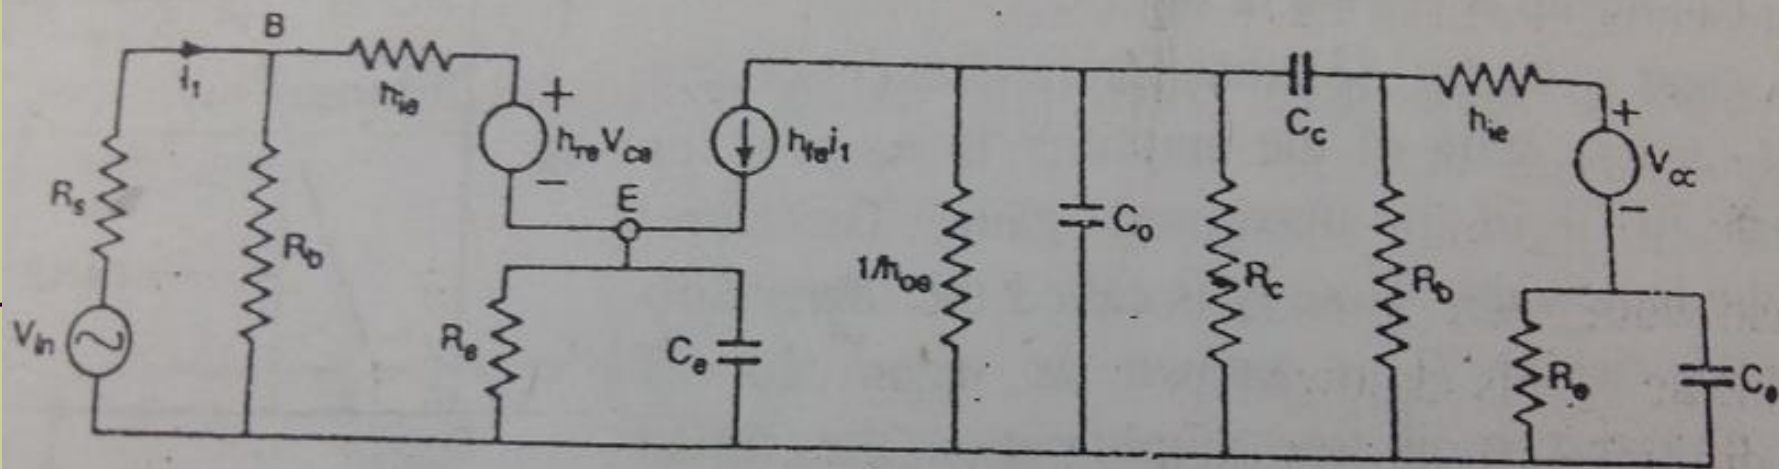 B
i₁
hie
+
hreVce
−
hfei₁
E
Rs
Rb
Vin
Re
Ce
1/hoe
Co
Rc
Cc
Rb
hie
+
Vcc
−
Re
Ce